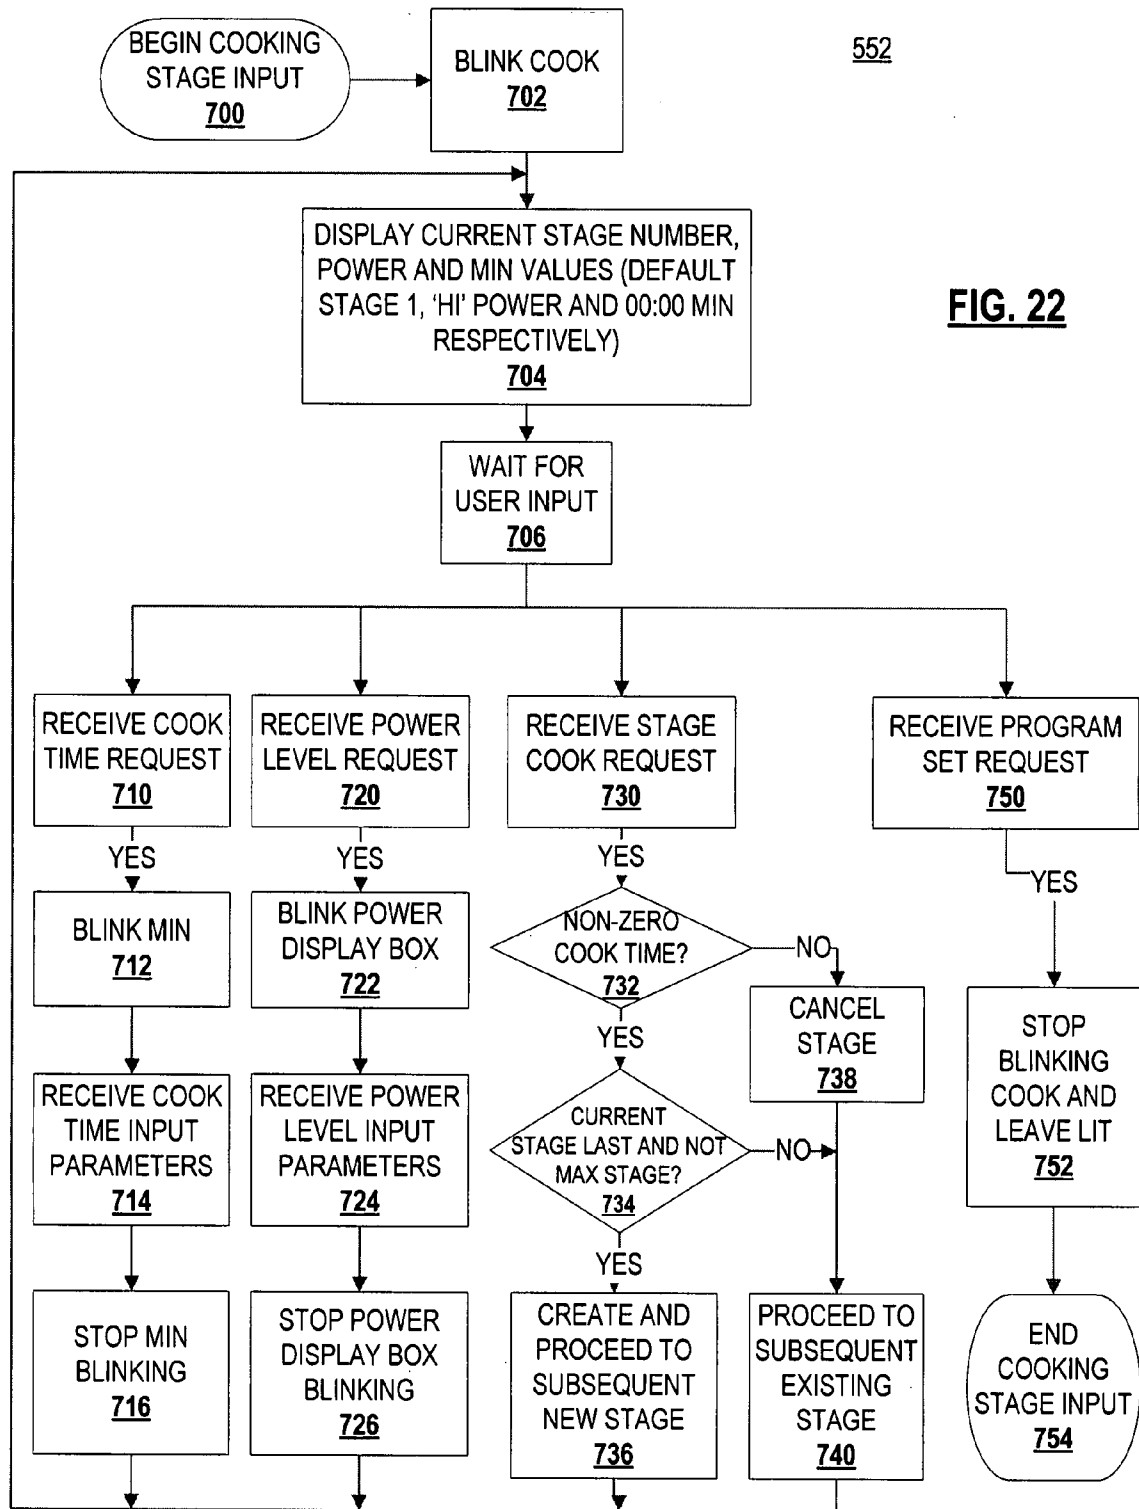 BEGIN COOKING
STAGE INPUT
700
BLINK COOK
702
552
DISPLAY CURRENT STAGE NUMBER,
POWER AND MIN VALUES (DEFAULT
STAGE 1, 'HI' POWER AND 00:00 MIN
RESPECTIVELY)
704
FIG. 22
WAIT FOR
USER INPUT
706
RECEIVE COOK
TIME REQUEST
710
YES
BLINK MIN
712
RECEIVE COOK
TIME INPUT
PARAMETERS
714
STOP MIN
BLINKING
716
RECEIVE POWER
LEVEL REQUEST
720
YES
BLINK POWER
DISPLAY BOX
722
RECEIVE POWER
LEVEL INPUT
PARAMETERS
724
STOP POWER
DISPLAY BOX
BLINKING
726
RECEIVE STAGE
COOK REQUEST
730
YES
NON-ZERO
COOK TIME?
732
NO
YES
CANCEL
STAGE
738
CURRENT
STAGE LAST AND NOT
MAX STAGE?
734
NO
YES
CREATE AND
PROCEED TO
SUBSEQUENT
NEW STAGE
736
PROCEED TO
SUBSEQUENT
EXISTING
STAGE
740
RECEIVE PROGRAM
SET REQUEST
750
YES
STOP
BLINKING
COOK AND
LEAVE LIT
752
END
COOKING
STAGE INPUT
754